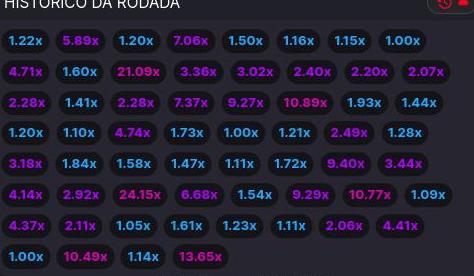 HISTÓRICO DA RODADA
1.22x 5.89x 1.20x 7.06x 1.50x 1.16x 1.15x 1.00x
4.71x 1.60x 21.09x 3.36x 3.02x 2.40x 2.20x 2.07x
2.28x 1.41x 2.28x 7.37x 9.27x 10.89x 1.93x 1.44x
1.20x 1.10x 4.74x 1.73x 1.00x 1.21x 2.49x 1.28x
3.18x 1.84x 1.58x 1.47x 1.11x 1.72x 9.40x 3.44x
4.14x 2.92x 24.15x 6.68x 1.54x 9.29x 10.77x 1.09x
4.37x 2.11x 1.05x 1.61x 1.23x 1.11x 2.06x 4.41x
1.00x 10.49x 1.14x 13.65x